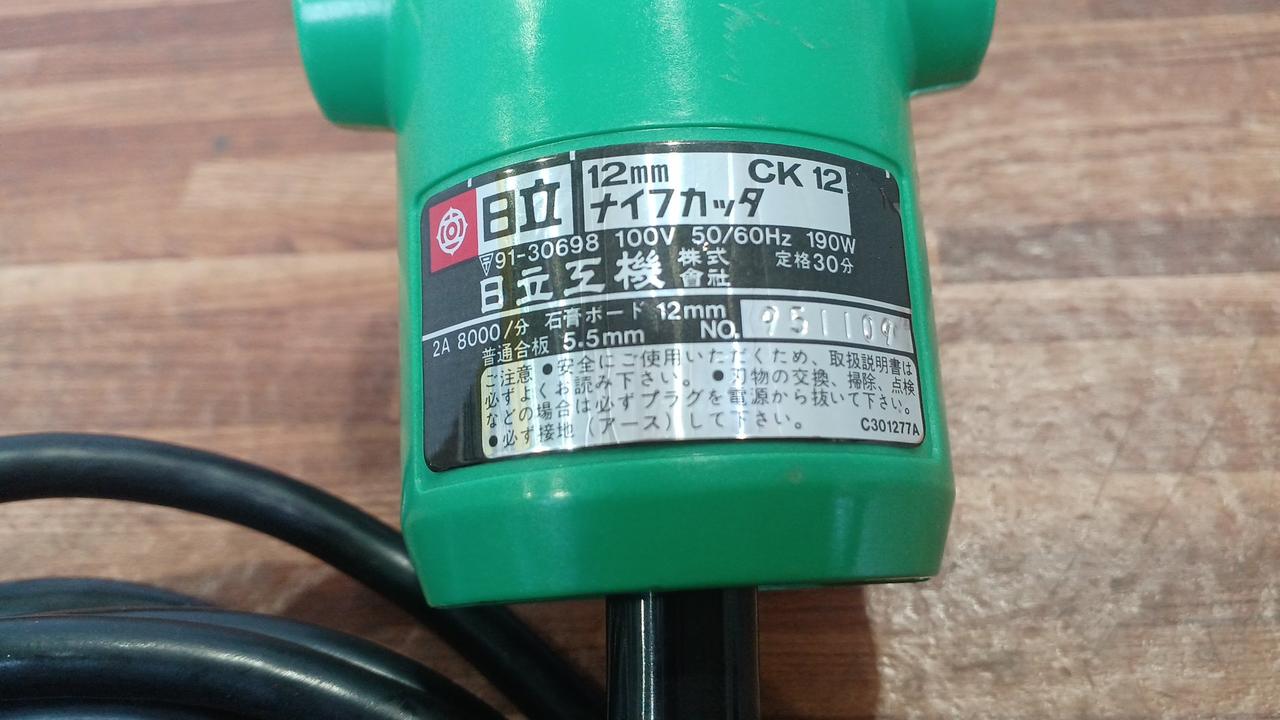 日立
12mm CK 12
ナイフカッタ
91-30698 100V 50/60Hz 190W
日立工機 株式會社 定格30分
2A 8000/分 石膏ボード 12mm
普通合板 5.5mm NO. 951109
ご注意 ●安全にご使用いただくため、取扱説明書は
必ずよくお読み下さい。 ●刃物の交換、掃除、点検
などの場合は必ずプラグを電源から抜いて下さい。
●必ず接地（アース）して下さい。
C301277A